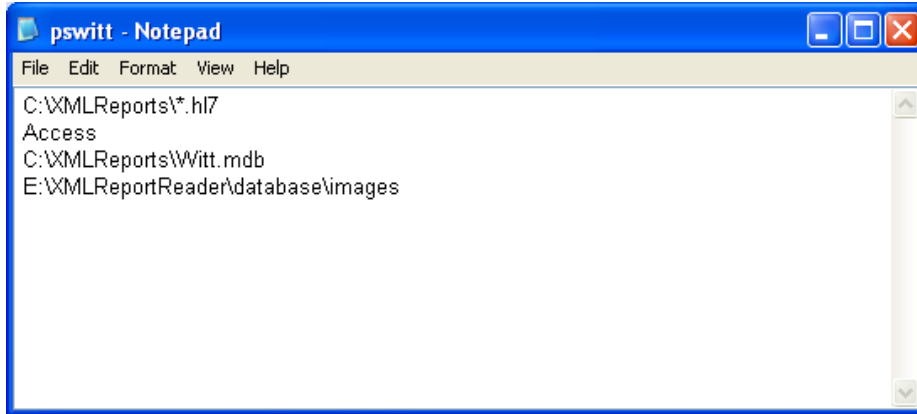 pswitt - Notepad
File Edit Format View Help
C:\XMLReports\*.hl7
Access
C:\XMLReports\Witt.mdb
E:\XMLReportReader\database\images